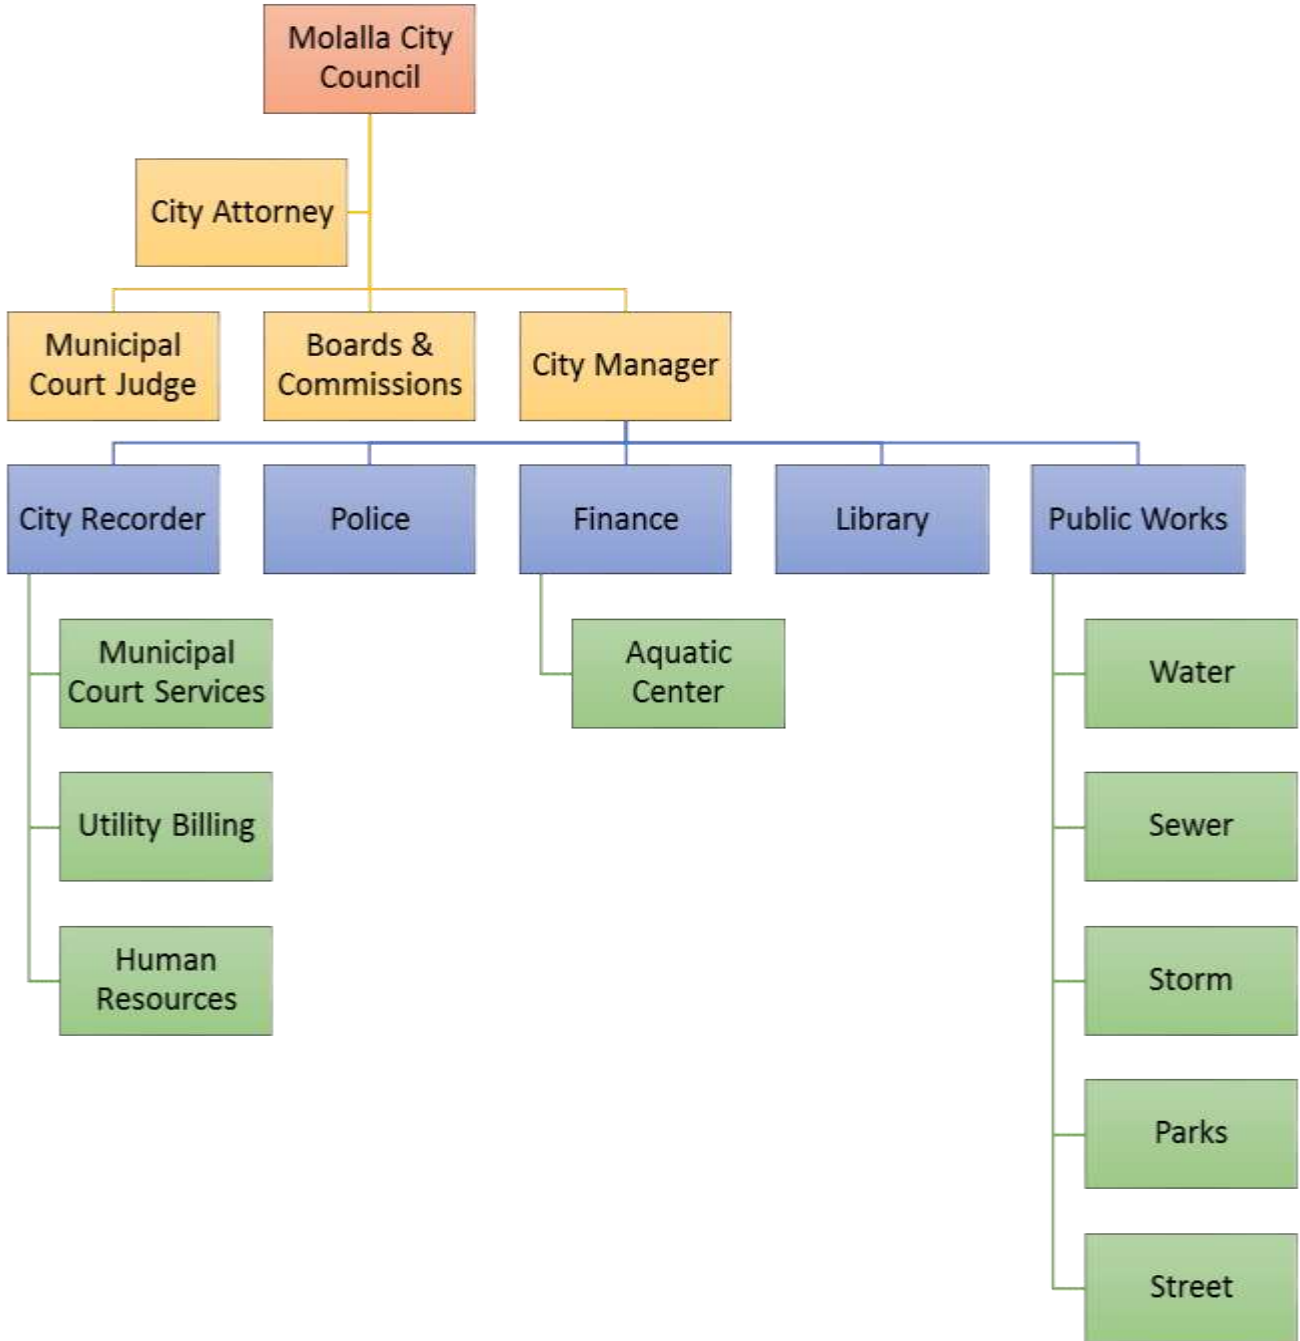 Molalla City
Council
City Attorney
Municipal
Court Judge
Boards &
Commissions
City Manager
City Recorder
Police
Finance
Library
Public Works
Municipal
Court Services
Utility Billing
Human
Resources
Aquatic
Center
Water
Sewer
Storm
Parks
Street